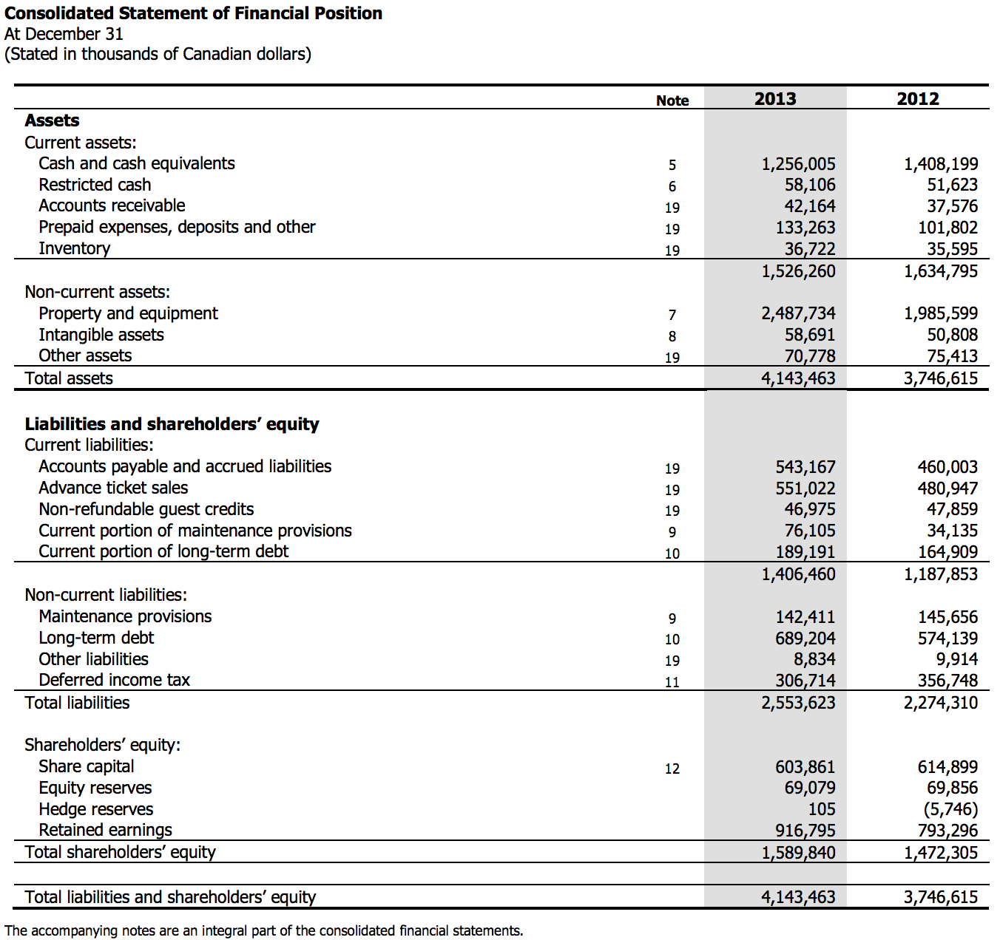 Consolidated Statement of Financial Position
At December 31
(Stated in thousands of Canadian dollars)
Note 2013 2012
Assets
Current assets:
Cash and cash equivalents 5 1,256,005 1,408,199
Restricted cash 6 58,106 51,623
Accounts receivable 19 42,164 37,576
Prepaid expenses, deposits and other 19 133,263 101,802
Inventory 19 36,722 35,595
1,526,260 1,634,795
Non-current assets:
Property and equipment 7 2,487,734 1,985,599
Intangible assets 8 58,691 50,808
Other assets 19 70,778 75,413
Total assets 4,143,463 3,746,615
Liabilities and shareholders’ equity
Current liabilities:
Accounts payable and accrued liabilities 19 543,167 460,003
Advance ticket sales 19 551,022 480,947
Non-refundable guest credits 19 46,975 47,859
Current portion of maintenance provisions 9 76,105 34,135
Current portion of long-term debt 10 189,191 164,909
1,406,460 1,187,853
Non-current liabilities:
Maintenance provisions 9 142,411 145,656
Long-term debt 10 689,204 574,139
Other liabilities 19 8,834 9,914
Deferred income tax 11 306,714 356,748
Total liabilities 2,553,623 2,274,310
Shareholders’ equity:
Share capital 12 603,861 614,899
Equity reserves 69,079 69,856
Hedge reserves 105 (5,746)
Retained earnings 916,795 793,296
Total shareholders’ equity 1,589,840 1,472,305
Total liabilities and shareholders’ equity 4,143,463 3,746,615
The accompanying notes are an integral part of the consolidated financial statements.